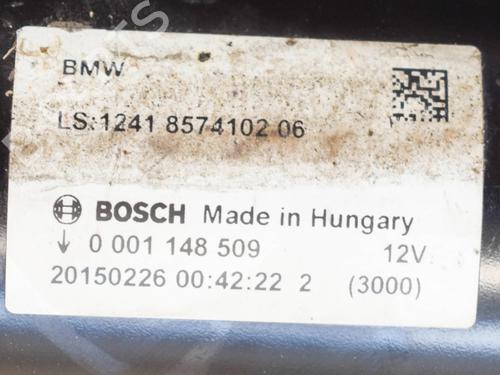 BMW
LS:1241 8574102 06
BOSCH Made in Hungary
↓ 0 001 148 509 12V
20150226 00:42:22 2 (3000)